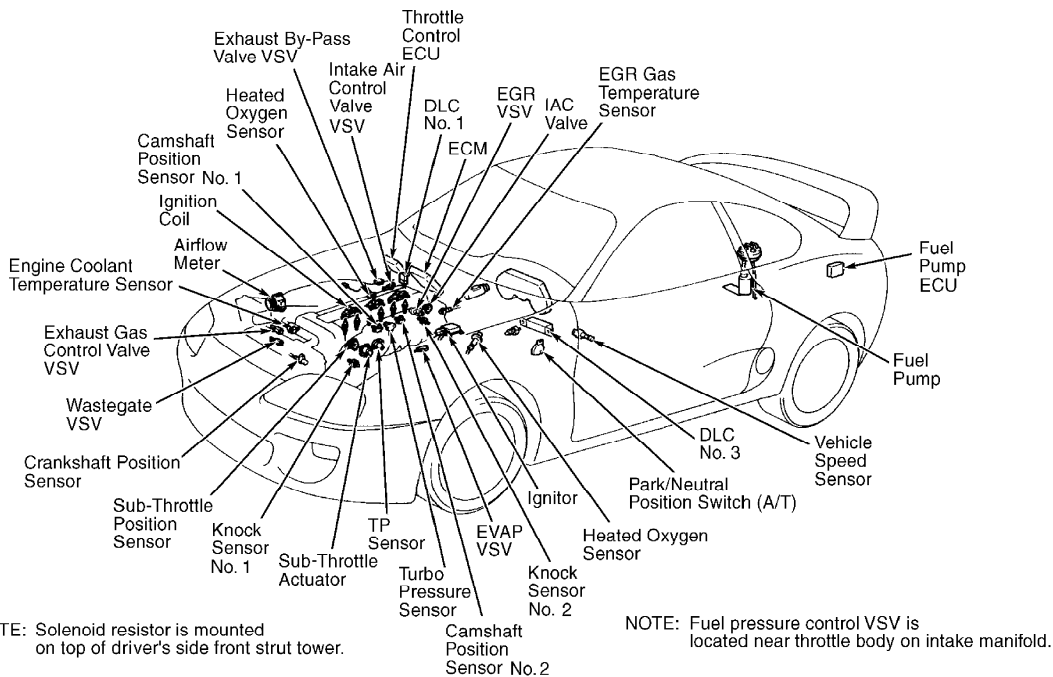 Throttle
Control
ECU
Exhaust By-Pass
Valve VSV
Intake Air
Control
Valve
VSV
EGR Gas
Temperature
Sensor
Heated
Oxygen
Sensor
DLC
No. 1
EGR
VSV
IAC
Valve
ECM
Camshaft
Position
Sensor No. 1
Ignition
Coil
Airflow
Meter
Engine Coolant
Temperature Sensor
Exhaust Gas
Control Valve
VSV
Wastegate
VSV
Crankshaft Position
Sensor
Sub-Throttle
Position
Sensor
Knock
Sensor
No. 1
Sub-Throttle
Actuator
TP
Sensor
Turbo
Pressure
Sensor
Camshaft
Position
Sensor No. 2
EVAP
VSV
Knock
Sensor
No. 2
Ignitor
Heated Oxygen
Sensor
Park/Neutral
Position Switch (A/T)
DLC
No. 3
Vehicle
Speed
Sensor
Fuel
Pump
Fuel
Pump
ECU
TE: Solenoid resistor is mounted
on top of driver's side front strut tower.
NOTE: Fuel pressure control VSV is
located near throttle body on intake manifold.